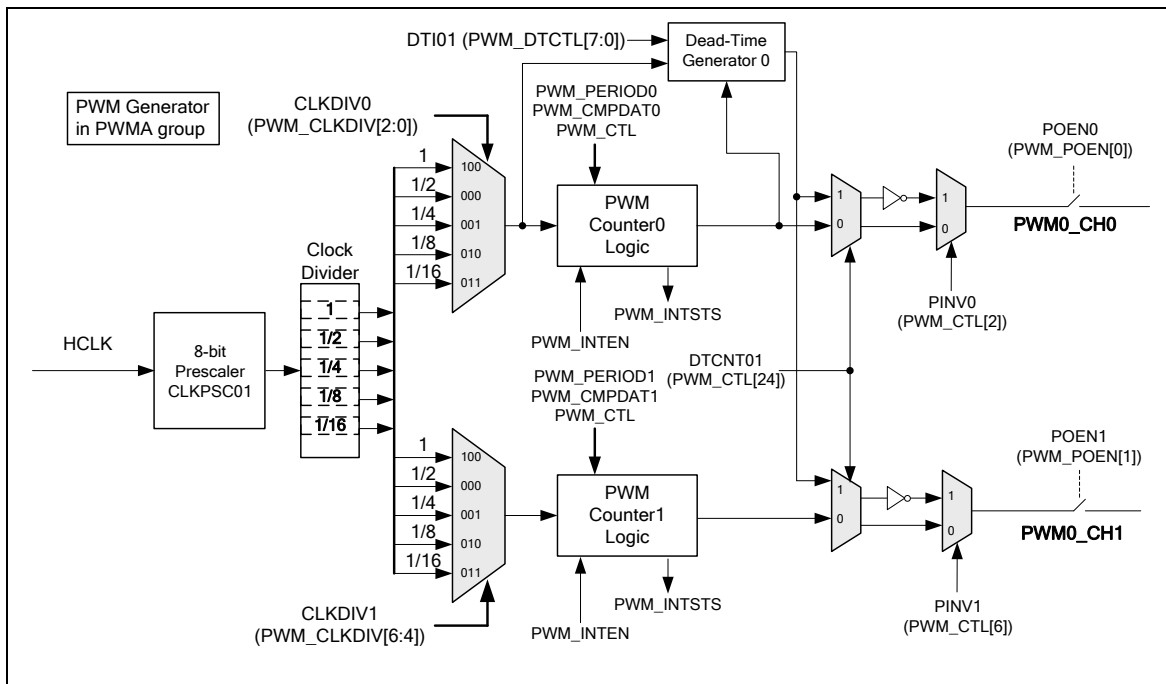 DTI01 (PWM_DTCTL[7:0])
Dead-Time
Generator 0
PWM Generator
in PWMA group
CLKDIV0
(PWM_CLKDIV[2:0])
PWM_PERIOD0
PWM_CMPDAT0
PWM_CTL
POEN0
(PWM_POEN[0])
1
100
1/2
000
1/4
001
1/8
010
1/16
011
PWM
Counter0
Logic
1
0
1
0
PWM0_CH0
Clock
Divider
1
1/2
1/4
1/8
1/16
PWM_INTSTS
PWM_INTEN
PINV0
(PWM_CTL[2])
HCLK
8-bit
Prescaler
CLKPSC01
DTCNT01
(PWM_CTL[24])
PWM_PERIOD1
PWM_CMPDAT1
PWM_CTL
POEN1
(PWM_POEN[1])
1
100
1/2
000
1/4
001
1/8
010
1/16
011
PWM
Counter1
Logic
1
0
1
0
PWM0_CH1
PWM_INTSTS
PWM_INTEN
CLKDIV1
(PWM_CLKDIV[6:4])
PINV1
(PWM_CTL[6])